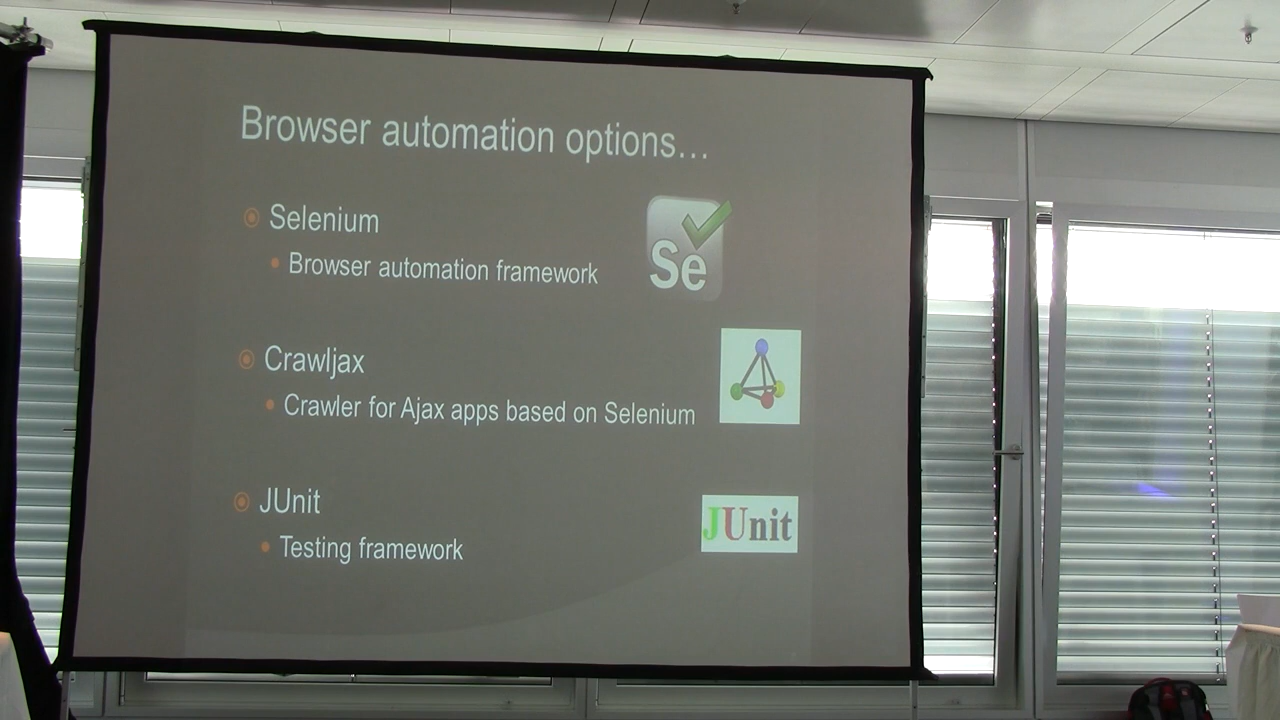 Browser automation options…
Selenium
Browser automation framework
Se
Crawljax
Crawler for Ajax apps based on Selenium
JUnit
Testing framework
JUnit